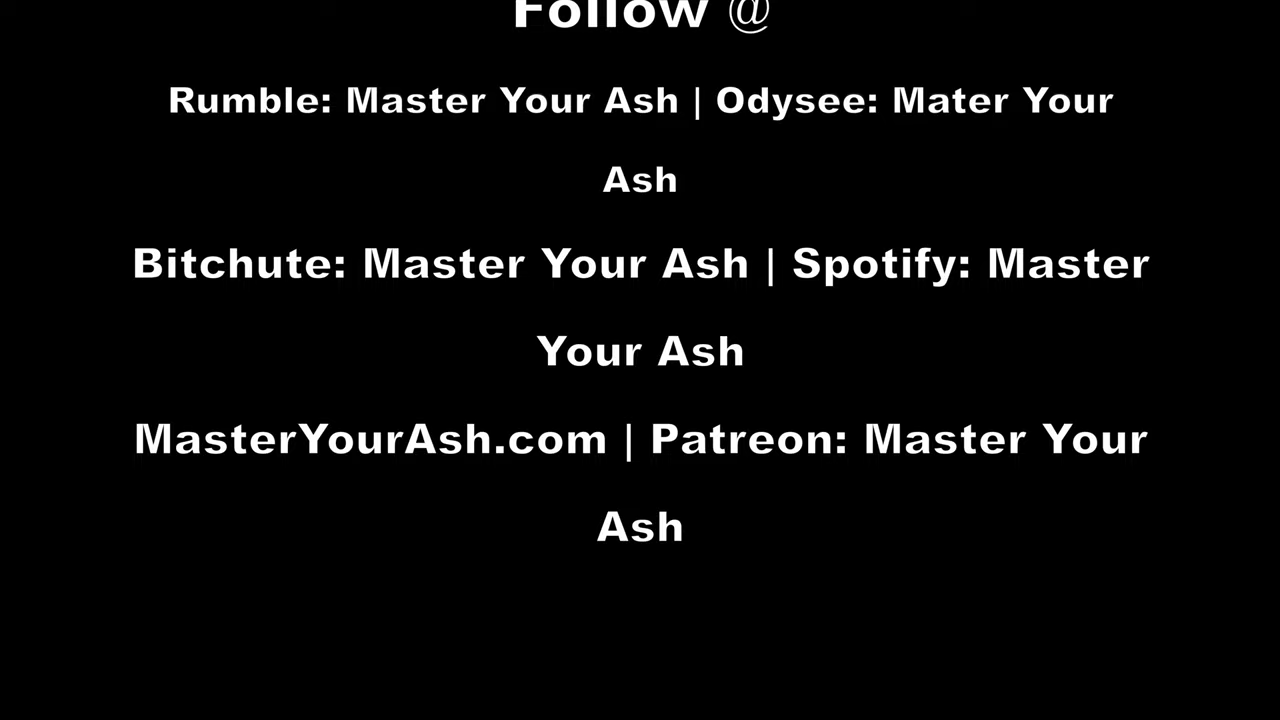 Follow @
Rumble: Master Your Ash | Odysee: Mater Your
Ash
Bitchute: Master Your Ash | Spotify: Master
Your Ash
MasterYourAsh.com | Patreon: Master Your
Ash